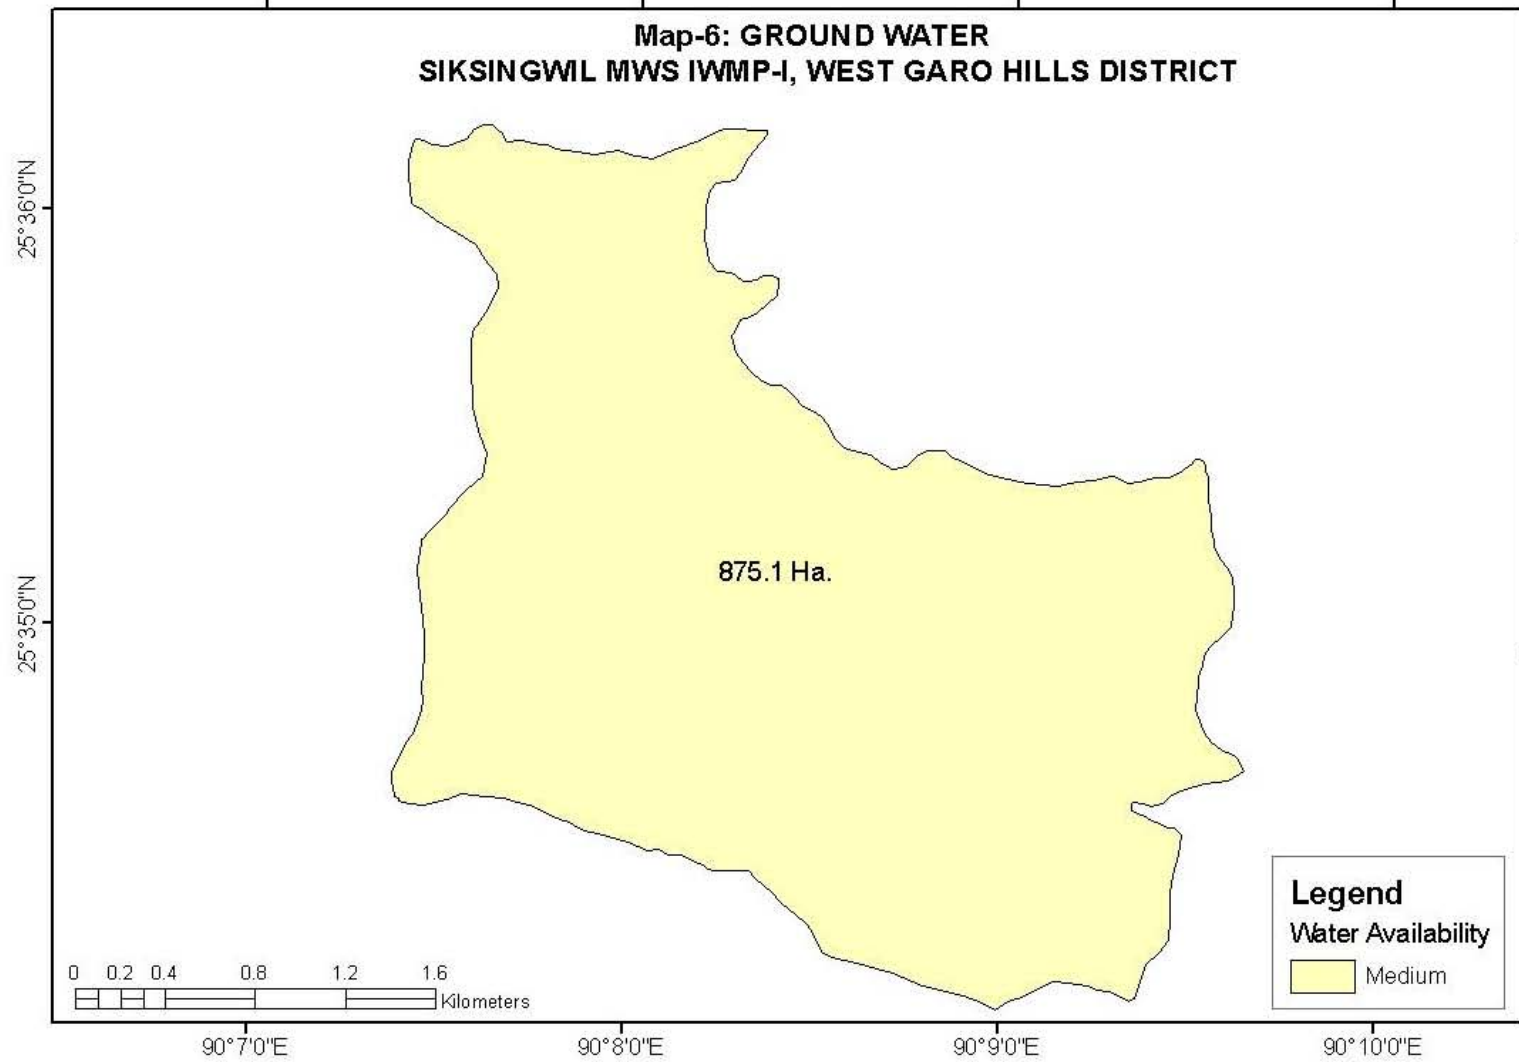 Map-6: GROUND WATER
SIKSINGWIL MWS IWMP-I, WEST GARO HILLS DISTRICT
25°36'0"N
25°35'0"N
875.1 Ha.
Legend
Water Availability
Medium
0 0.2 0.4 0.8 1.2 1.6
Kilometers
90°7'0"E 90°8'0"E 90°9'0"E 90°10'0"E